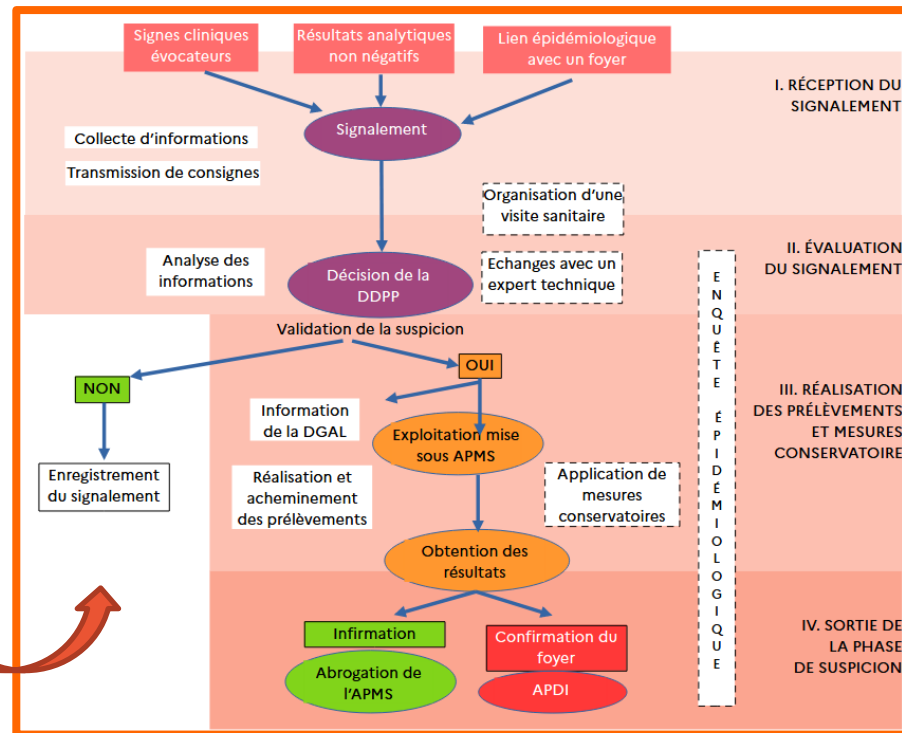 Signes cliniques
évocateurs
Résultats analytiques
non négatifs
Lien épidémiologique
avec un foyer
I. RÉCEPTION DU
SIGNALEMENT
Signalement
Collecte d'informations
Transmission de consignes
Organisation d'une
visite sanitaire
II. ÉVALUATION
DU SIGNALEMENT
Analyse des
informations
Décision de la
DDPP
Echanges avec un
expert technique
ENQUÊTE ÉPIDÉMIOLOGIQUE
Validation de la suspicion
NON
OUI
III. RÉALISATION
DES PRÉLÈVEMENTS
ET MESURES
CONSERVATOIRE
Information
de la DGAL
Exploitation mise
sous APMS
Enregistrement
du signalement
Réalisation et
acheminement
des prélèvements
Application de
mesures
conservatoires
Obtention des
résultats
Infirmation
Confirmation du
foyer
IV. SORTIE DE
LA PHASE
DE SUSPICION
Abrogation de
l'APMS
APDI